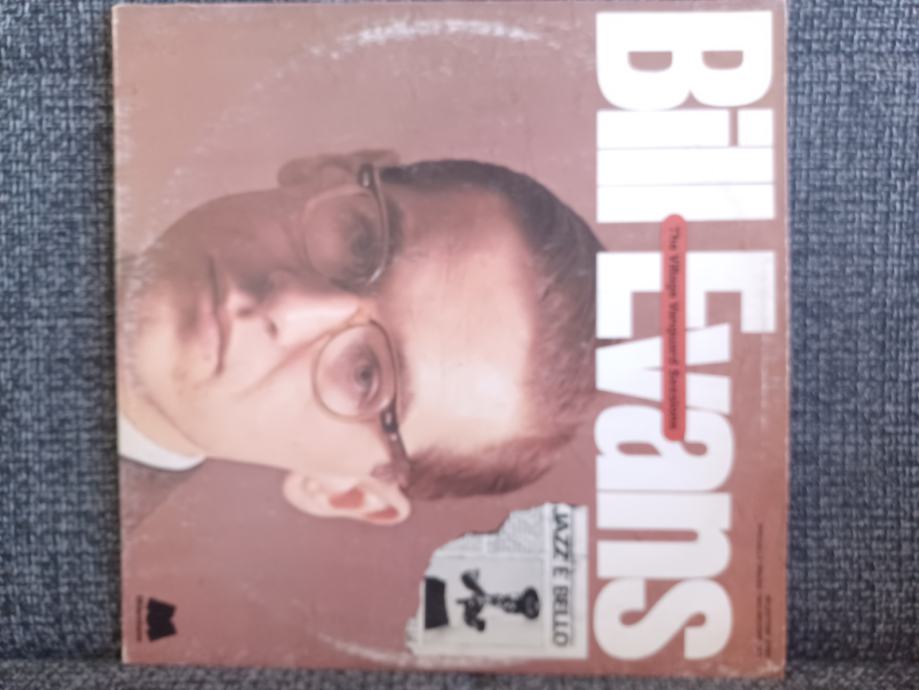 Bill Evans
The Village Vanguard Sessions
JAZZ È BELLO